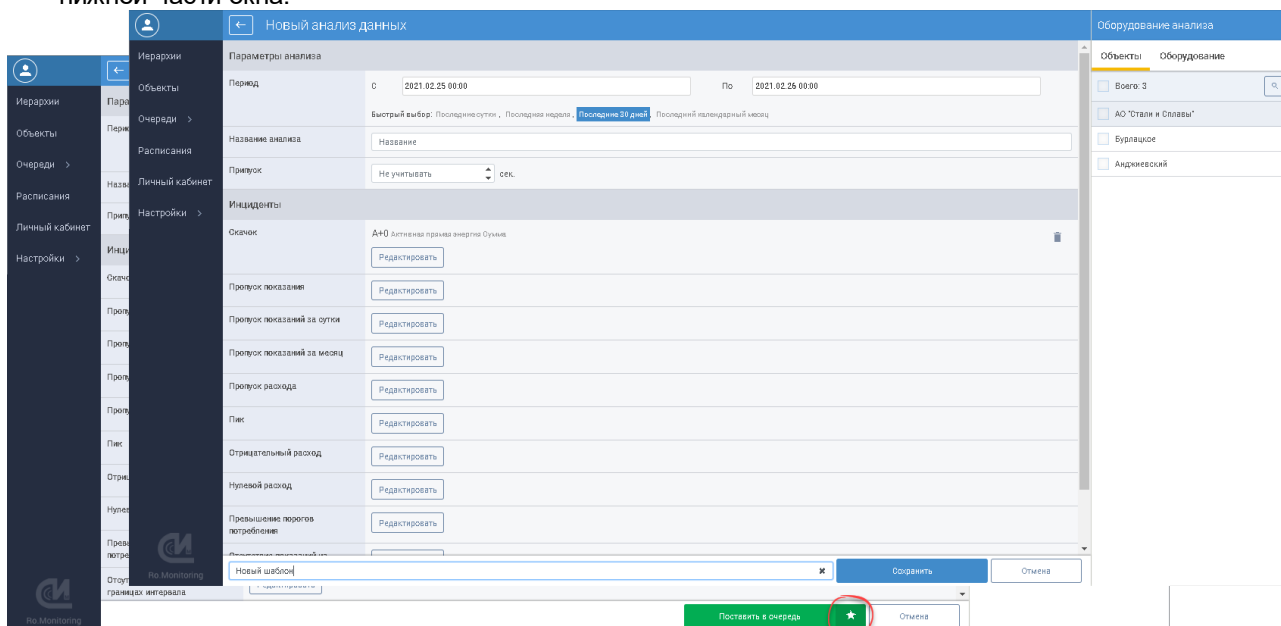 нижней части окна.
Новый анализ данных
Оборудование анализа
Иерархии
Объекты
Очереди >
Расписания
Личный кабинет
Настройки >
Ro.Monitoring
Параметры анализа
Период
С 2021.02.25 00:00 По 2021.02.26 00:00
Быстрый выбор: Последние сутки , Последняя неделя , Последние 30 дней , Последний календарный месяц
Название анализа
Название
Припуск
Не учитывать сек.
Инциденты
Скачок
A+0 Активная прямая энергия Сумма
Редактировать
Пропуск показания
Редактировать
Пропуск показаний за сутки
Редактировать
Пропуск показаний за месяц
Редактировать
Пропуск расхода
Редактировать
Пик
Редактировать
Отрицательный расход
Редактировать
Нулевой расход
Редактировать
Превышение порогов
потребления
Редактировать
Новый шаблон
Сохранить
Отмена
Объекты Оборудование
Всего: 3
АО "Стали и Сплавы"
Бурлацкое
Анджиевский
Иерархии
Объекты
Очереди >
Расписания
Личный кабинет
Настройки >
Ro.Monitoring
Пик
границах интервала
Поставить в очередь
Отмена